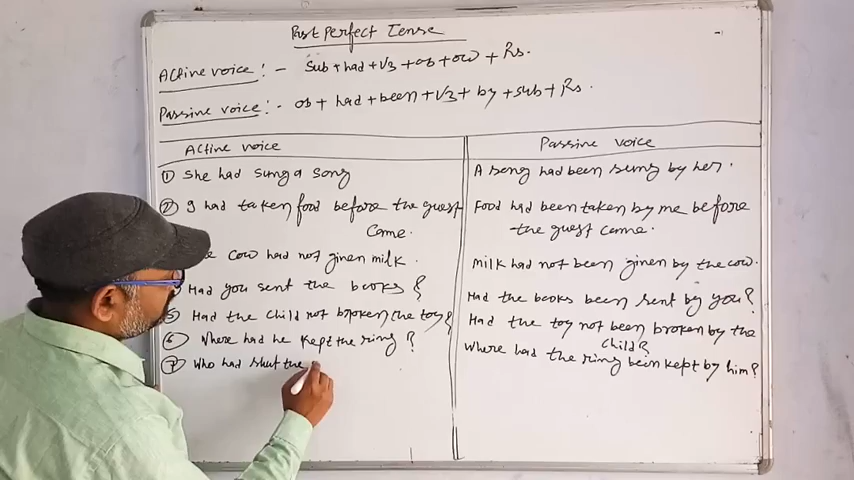 Past Perfect Tense
Active voice :- Sub + had + V3 + ob + ow + Rs.
Passive voice :- ob + had + been + V3 + by + sub + Rs.
Active voice
① She had sung a song
② I had taken food before the guest
came.
cow had not given milk.
Had you sent the books?
Had the child not broken the toy?
⑥ Where had he kept the ring?
⑦ Who had shut the
Passive voice
A song had been sung by her.
Food had been taken by me before
the guest came.
Milk had not been given by the cow.
Had the books been sent by you?
Had the toy not been broken by the
child?
Where had the ring been kept by him?